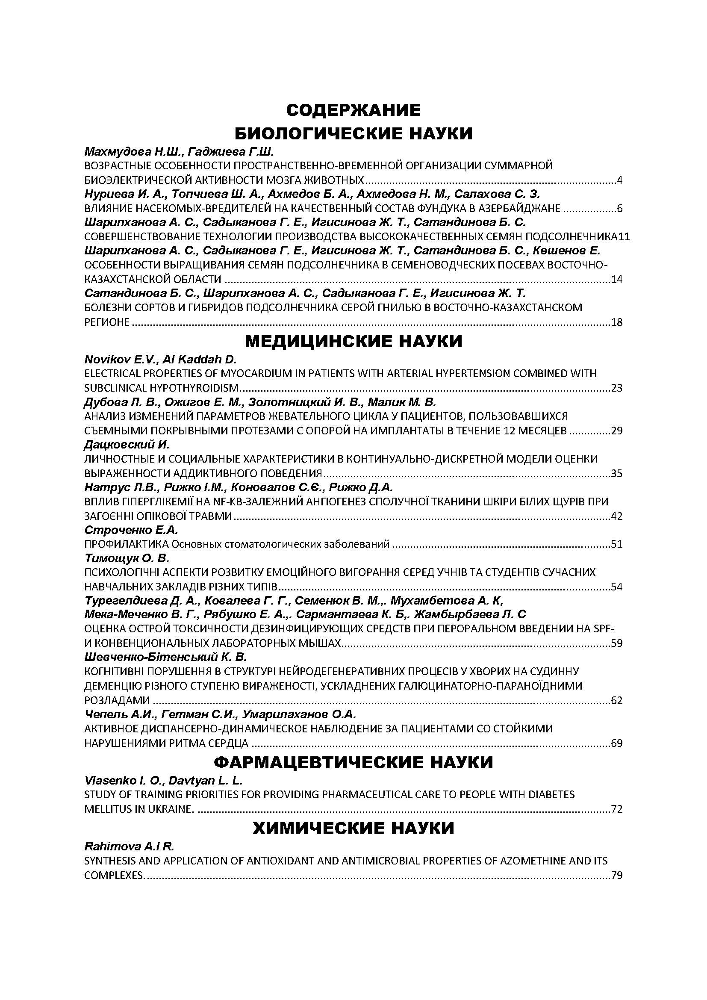 СОДЕРЖАНИЕ
БИОЛОГИЧЕСКИЕ НАУКИ
Махмудова Н.Ш., Гаджиева Г.Ш.
ВОЗРАСТНЫЕ ОСОБЕННОСТИ ПРОСТРАНСТВЕННО-ВРЕМЕННОЙ ОРГАНИЗАЦИИ СУММАРНОЙ
БИОЭЛЕКТРИЧЕСКОЙ АКТИВНОСТИ МОЗГА ЖИВОТНЫХ ........ 4
Нуриева И. А., Топчиева Ш. А., Ахмедов Б. А., Ахмедова Н. М., Салахова С. З.
ВЛИЯНИЕ НАСЕКОМЫХ-ВРЕДИТЕЛЕЙ НА КАЧЕСТВЕННЫЙ СОСТАВ ФУНДУКА В АЗЕРБАЙДЖАНЕ ........ 6
Шарипханова А. С., Садыканова Г. Е., Игисинова Ж. Т., Сатандинова Б. С.
СОВЕРШЕНСТВОВАНИЕ ТЕХНОЛОГИИ ПРОИЗВОДСТВА ВЫСОКОКАЧЕСТВЕННЫХ СЕМЯН ПОДСОЛНЕЧНИКА11
Шарипханова А. С., Садыканова Г. Е., Игисинова Ж. Т., Сатандинова Б. С., Көшенов Е.
ОСОБЕННОСТИ ВЫРАЩИВАНИЯ СЕМЯН ПОДСОЛНЕЧНИКА В СЕМЕНОВОДЧЕСКИХ ПОСЕВАХ ВОСТОЧНО-
КАЗАХСТАНСКОЙ ОБЛАСТИ ........ 14
Сатандинова Б. С., Шарипханова А. С., Садыканова Г. Е., Игисинова Ж. Т.
БОЛЕЗНИ СОРТОВ И ГИБРИДОВ ПОДСОЛНЕЧНИКА СЕРОЙ ГНИЛЬЮ В ВОСТОЧНО-КАЗАХСТАНСКОМ
РЕГИОНЕ ........ 18
МЕДИЦИНСКИЕ НАУКИ
Novikov E.V., Al Kaddah D.
ELECTRICAL PROPERTIES OF MYOCARDIUM IN PATIENTS WITH ARTERIAL HYPERTENSION COMBINED WITH
SUBCLINICAL HYPOTHYROIDISM. ........ 23
Дубова Л. В., Ожигов Е. М., Золотницкий И. В., Малик М. В.
АНАЛИЗ ИЗМЕНЕНИЙ ПАРАМЕТРОВ ЖЕВАТЕЛЬНОГО ЦИКЛА У ПАЦИЕНТОВ, ПОЛЬЗОВАВШИХСЯ
СЪЕМНЫМИ ПОКРЫВНЫМИ ПРОТЕЗАМИ С ОПОРОЙ НА ИМПЛАНТАТЫ В ТЕЧЕНИЕ 12 МЕСЯЦЕВ ........ 29
Дацковский И.
ЛИЧНОСТНЫЕ И СОЦИАЛЬНЫЕ ХАРАКТЕРИСТИКИ В КОНТИНУАЛЬНО-ДИСКРЕТНОЙ МОДЕЛИ ОЦЕНКИ
ВЫРАЖЕННОСТИ АДДИКТИВНОГО ПОВЕДЕНИЯ ........ 35
Натрус Л.В., Рижко І.М., Коновалов С.Є., Рижко Д.А.
ВПЛИВ ГІПЕРГЛІКЕМІЇ НА NF-KB-ЗАЛЕЖНИЙ АНГІОГЕНЕЗ СПОЛУЧНОЇ ТКАНИНИ ШКІРИ БІЛИХ ЩУРІВ ПРИ
ЗАГОЄННІ ОПІКОВОЇ ТРАВМИ ........ 42
Строченко Е.А.
ПРОФИЛАКТИКА Основных стоматологических заболеваний ........ 51
Тимощук О. В.
ПСИХОЛОГІЧНІ АСПЕКТИ РОЗВИТКУ ЕМОЦІЙНОГО ВИГОРАННЯ СЕРЕД УЧНІВ ТА СТУДЕНТІВ СУЧАСНИХ
НАВЧАЛЬНИХ ЗАКЛАДІВ РІЗНИХ ТИПІВ ........ 54
Турегелдиева Д. А., Ковалева Г. Г., Семенюк В. М.,. Мухамбетова А. К,
Мека-Меченко В. Г., Рябушко Е. А.,. Сармантаева К. Б,. Жамбырбаева Л. С
ОЦЕНКА ОСТРОЙ ТОКСИЧНОСТИ ДЕЗИНФИЦИРУЮЩИХ СРЕДСТВ ПРИ ПЕРОРАЛЬНОМ ВВЕДЕНИИ НА SPF-
И КОНВЕНЦИОНАЛЬНЫХ ЛАБОРАТОРНЫХ МЫШАХ ........ 59
Шевченко-Бітенський К. В.
КОГНІТИВНІ ПОРУШЕННЯ В СТРУКТУРІ НЕЙРОДЕГЕНЕРАТИВНИХ ПРОЦЕСІВ У ХВОРИХ НА СУДИННУ
ДЕМЕНЦІЮ РІЗНОГО СТУПЕНЮ ВИРАЖЕНОСТІ, УСКЛАДНЕНИХ ГАЛЮЦИНАТОРНО-ПАРАНОЇДНИМИ
РОЗЛАДАМИ ........ 62
Чепель А.И., Гетман С.И., Умарилаханов О.А.
АКТИВНОЕ ДИСПАНСЕРНО-ДИНАМИЧЕСКОЕ НАБЛЮДЕНИЕ ЗА ПАЦИЕНТАМИ СО СТОЙКИМИ
НАРУШЕНИЯМИ РИТМА СЕРДЦА ........ 69
ФАРМАЦЕВТИЧЕСКИЕ НАУКИ
Vlasenko I. O., Davtyan L. L.
STUDY OF TRAINING PRIORITIES FOR PROVIDING PHARMACEUTICAL CARE TO PEOPLE WITH DIABETES
MELLITUS IN UKRAINE. ........ 72
ХИМИЧЕСКИЕ НАУКИ
Rahimova A.I R.
SYNTHESIS AND APPLICATION OF ANTIOXIDANT AND ANTIMICROBIAL PROPERTIES OF AZOMETHINE AND ITS
COMPLEXES. ........ 79